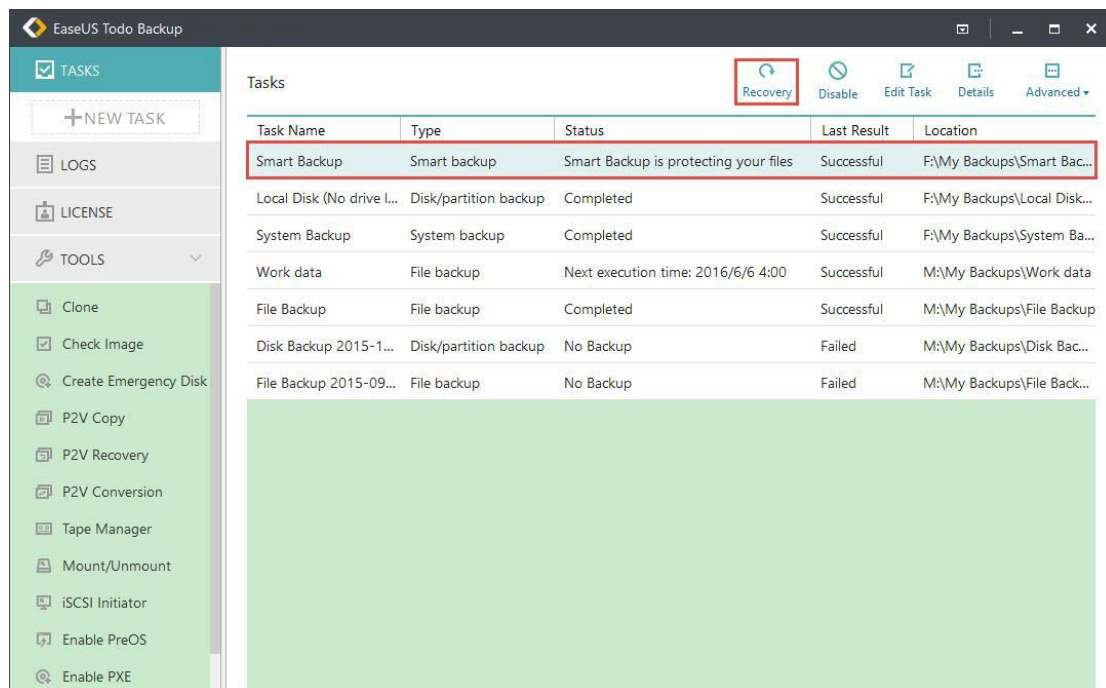 EaseUS Todo Backup
TASKS
NEW TASK
LOGS
LICENSE
TOOLS
Clone
Check Image
Create Emergency Disk
P2V Copy
P2V Recovery
P2V Conversion
Tape Manager
Mount/Unmount
iSCSI Initiator
Enable PreOS
Enable PXE
Tasks
Recovery Disable Edit Task Details Advanced
Task Name Type Status Last Result Location
Smart Backup Smart backup Smart Backup is protecting your files Successful F:\My Backups\Smart Bac...
Local Disk (No drive l... Disk/partition backup Completed Successful F:\My Backups\Local Disk...
System Backup System backup Completed Successful F:\My Backups\System Ba...
Work data File backup Next execution time: 2016/6/6 4:00 Successful M:\My Backups\Work data
File Backup File backup Completed Successful M:\My Backups\File Backup
Disk Backup 2015-1... Disk/partition backup No Backup Failed M:\My Backups\Disk Bac...
File Backup 2015-09... File backup No Backup Failed M:\My Backups\File Back...